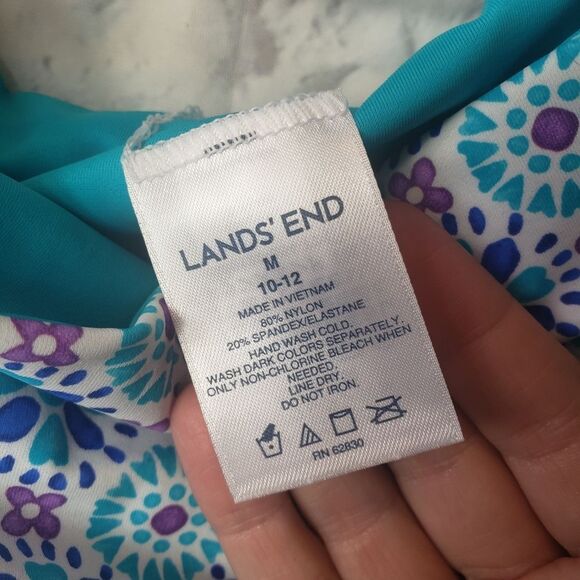 LANDS' END
M
10-12
MADE IN VIETNAM
80% NYLON
20% SPANDEX/ELASTANE
HAND WASH COLD.
WASH DARK COLORS SEPARATELY.
ONLY NON-CHLORINE BLEACH WHEN
NEEDED.
LINE DRY.
DO NOT IRON.
RN 62830